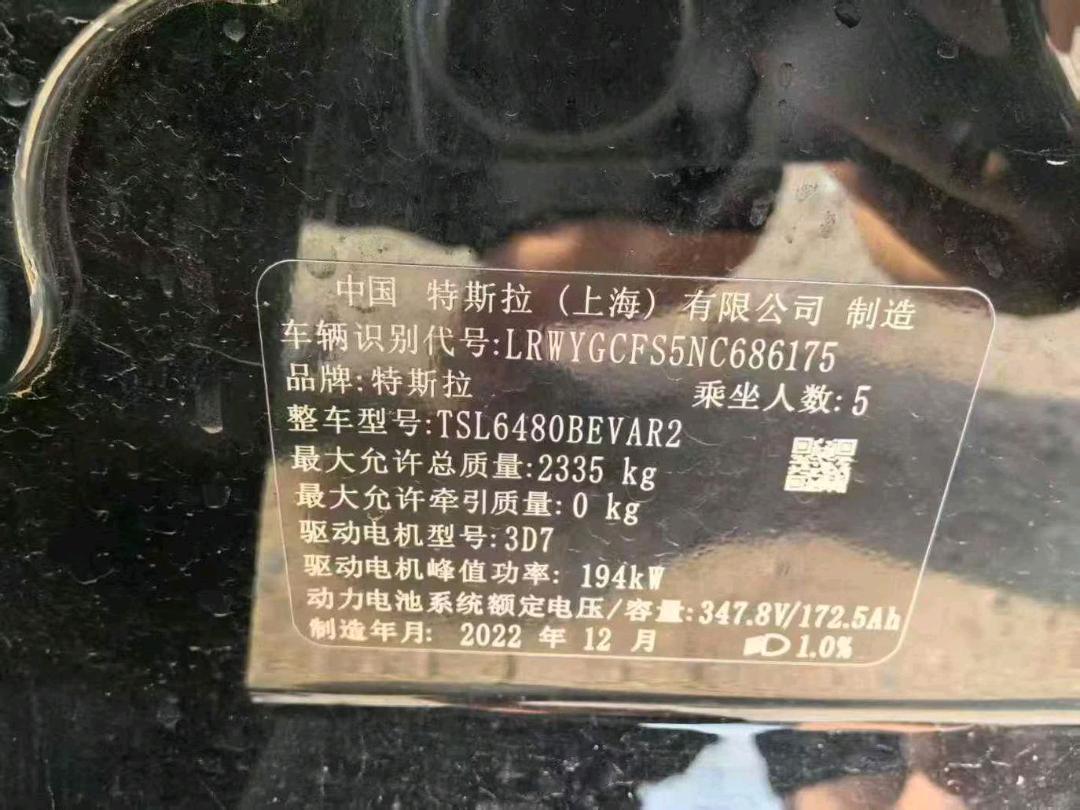 中国 特斯拉 (上海) 有限公司 制造
车辆识别代号:LRWYGCFS5NC686175
品牌:特斯拉 乘坐人数:5
整车型号:TSL6480BEVAR2
最大允许总质量:2335 kg
最大允许牵引质量:0 kg
驱动电机型号:3D7
驱动电机峰值功率: 194kW
动力电池系统额定电压/容量:347.8V/172.5Ah
制造年月: 2022 年 12 月 1.0%